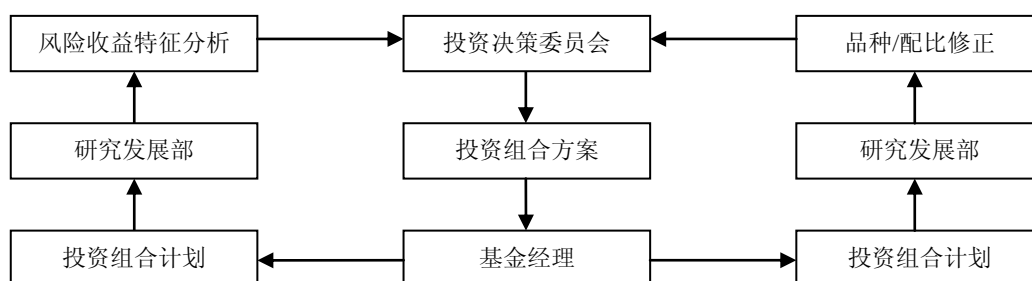 风险收益特征分析
投资决策委员会
品种/配比修正
研究发展部
投资组合方案
研究发展部
投资组合计划
基金经理
投资组合计划